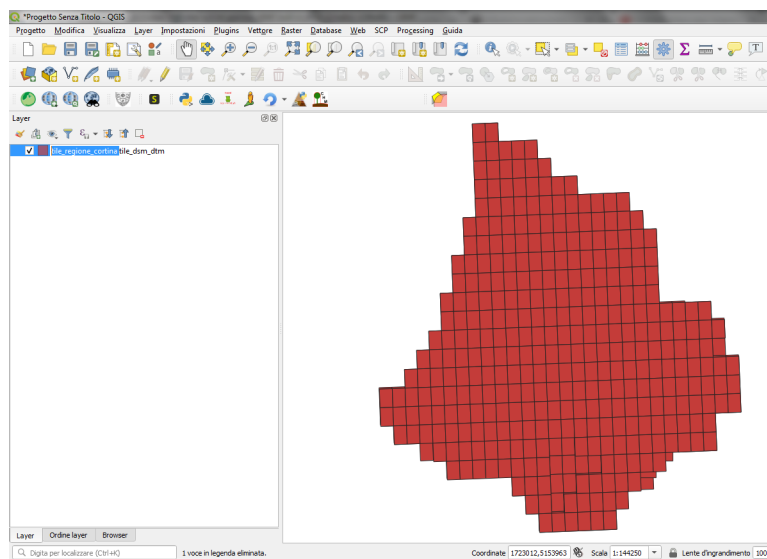 *Progetto Senza Titolo - QGIS
Progetto Modifica Visualizza Layer Impostazioni Plugins Vettore Raster Database Web SCP Processing Guida
S
Layer
tile_regione_cortina tile_dsm_dtm
Layer Ordine layer Browser
Digita per localizzare (Ctrl+K) 1 voce in legenda eliminata. Coordinate 1723012,5153963 Scala 1:144250 Lente d'ingrandimento 100